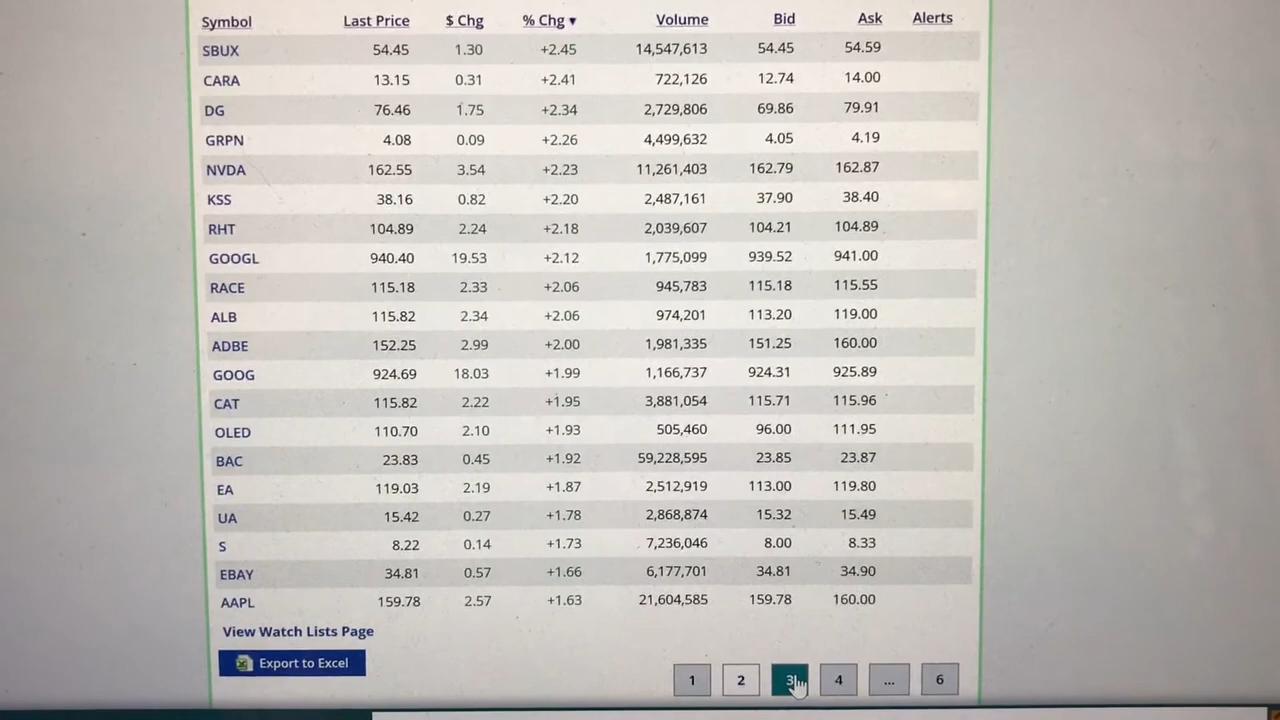 Symbol Last Price $ Chg % Chg ▼ Volume Bid Ask Alerts
SBUX 54.45 1.30 +2.45 14,547,613 54.45 54.59
CARA 13.15 0.31 +2.41 722,126 12.74 14.00
DG 76.46 1.75 +2.34 2,729,806 69.86 79.91
GRPN 4.08 0.09 +2.26 4,499,632 4.05 4.19
NVDA 162.55 3.54 +2.23 11,261,403 162.79 162.87
KSS 38.16 0.82 +2.20 2,487,161 37.90 38.40
RHT 104.89 2.24 +2.18 2,039,607 104.21 104.89
GOOGL 940.40 19.53 +2.12 1,775,099 939.52 941.00
RACE 115.18 2.33 +2.06 945,783 115.18 115.55
ALB 115.82 2.34 +2.06 974,201 113.20 119.00
ADBE 152.25 2.99 +2.00 1,981,335 151.25 160.00
GOOG 924.69 18.03 +1.99 1,166,737 924.31 925.89
CAT 115.82 2.22 +1.95 3,881,054 115.71 115.96
OLED 110.70 2.10 +1.93 505,460 96.00 111.95
BAC 23.83 0.45 +1.92 59,228,595 23.85 23.87
EA 119.03 2.19 +1.87 2,512,919 113.00 119.80
UA 15.42 0.27 +1.78 2,868,874 15.32 15.49
S 8.22 0.14 +1.73 7,236,046 8.00 8.33
EBAY 34.81 0.57 +1.66 6,177,701 34.81 34.90
AAPL 159.78 2.57 +1.63 21,604,585 159.78 160.00
View Watch Lists Page
Export to Excel
1 2 3 4 ... 6